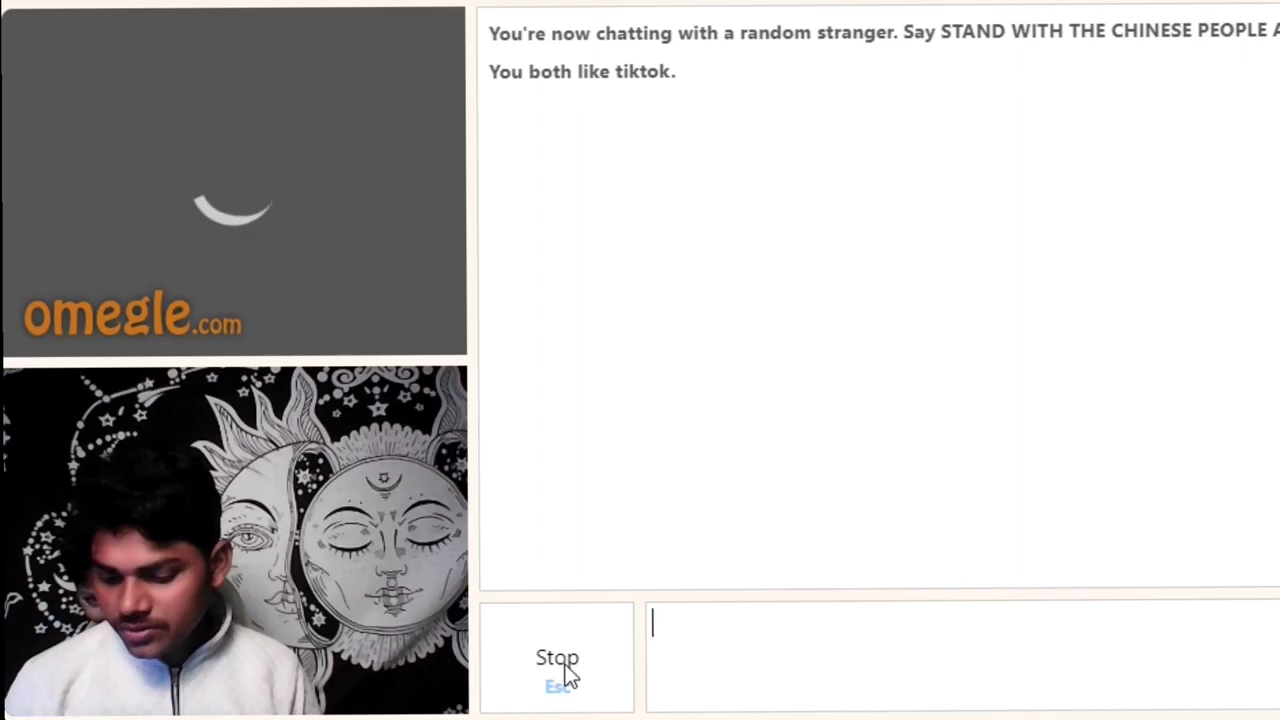 You're now chatting with a random stranger. Say STAND WITH THE CHINESE PEOPLE
You both like tiktok.
omegle.com
Stop
Esc